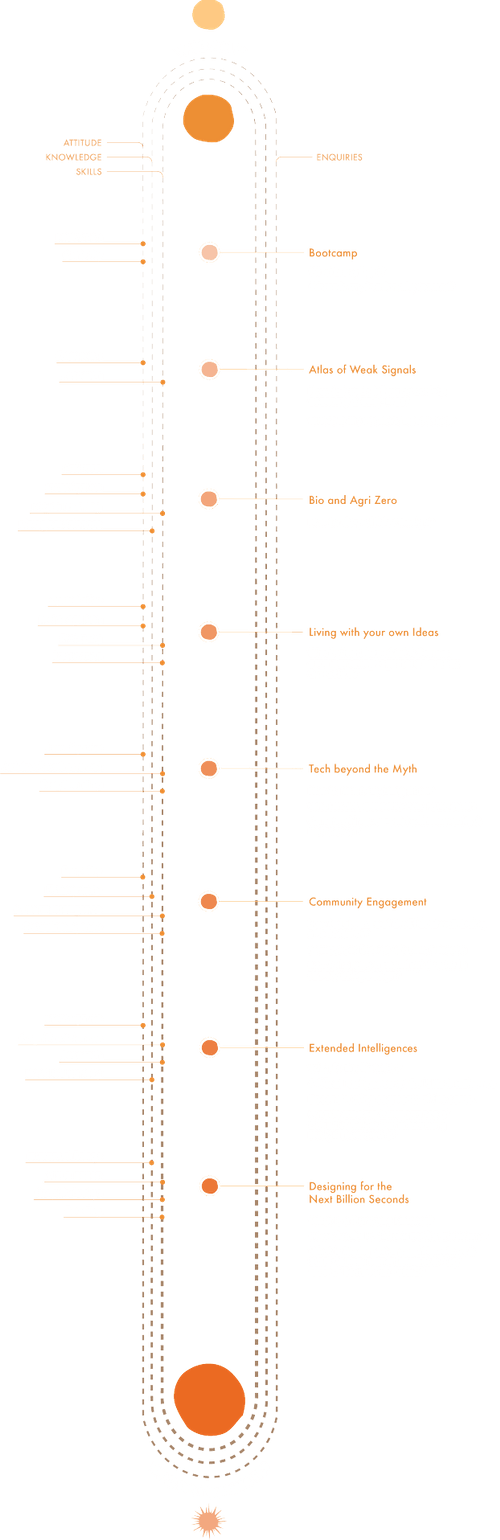 ATTITUDE
KNOWLEDGE
SKILLS
ENQUIRIES
Bootcamp
Atlas of Weak Signals
Bio and Agri Zero
Living with your own Ideas
Tech beyond the Myth
Community Engagement
Extended Intelligences
Designing for the
Next Billion Seconds